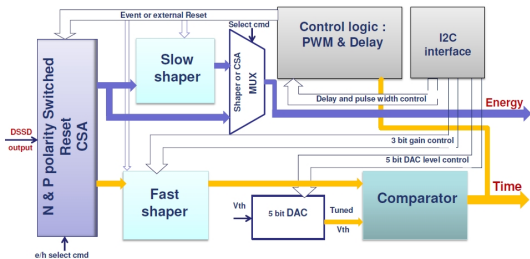 Event or external Reset
Select cmd
Control logic :
PWM & Delay
I2C
interface
N & P polarity Switched
Reset
CSA
Slow
shaper
Shaper or CSA
MUX
Delay and pulse width control
Energy
DSSD
output
3 bit gain control
5 bit DAC level control
Fast
shaper
Vth
5 bit DAC
Tuned
Vth
Comparator
Time
e/h select cmd